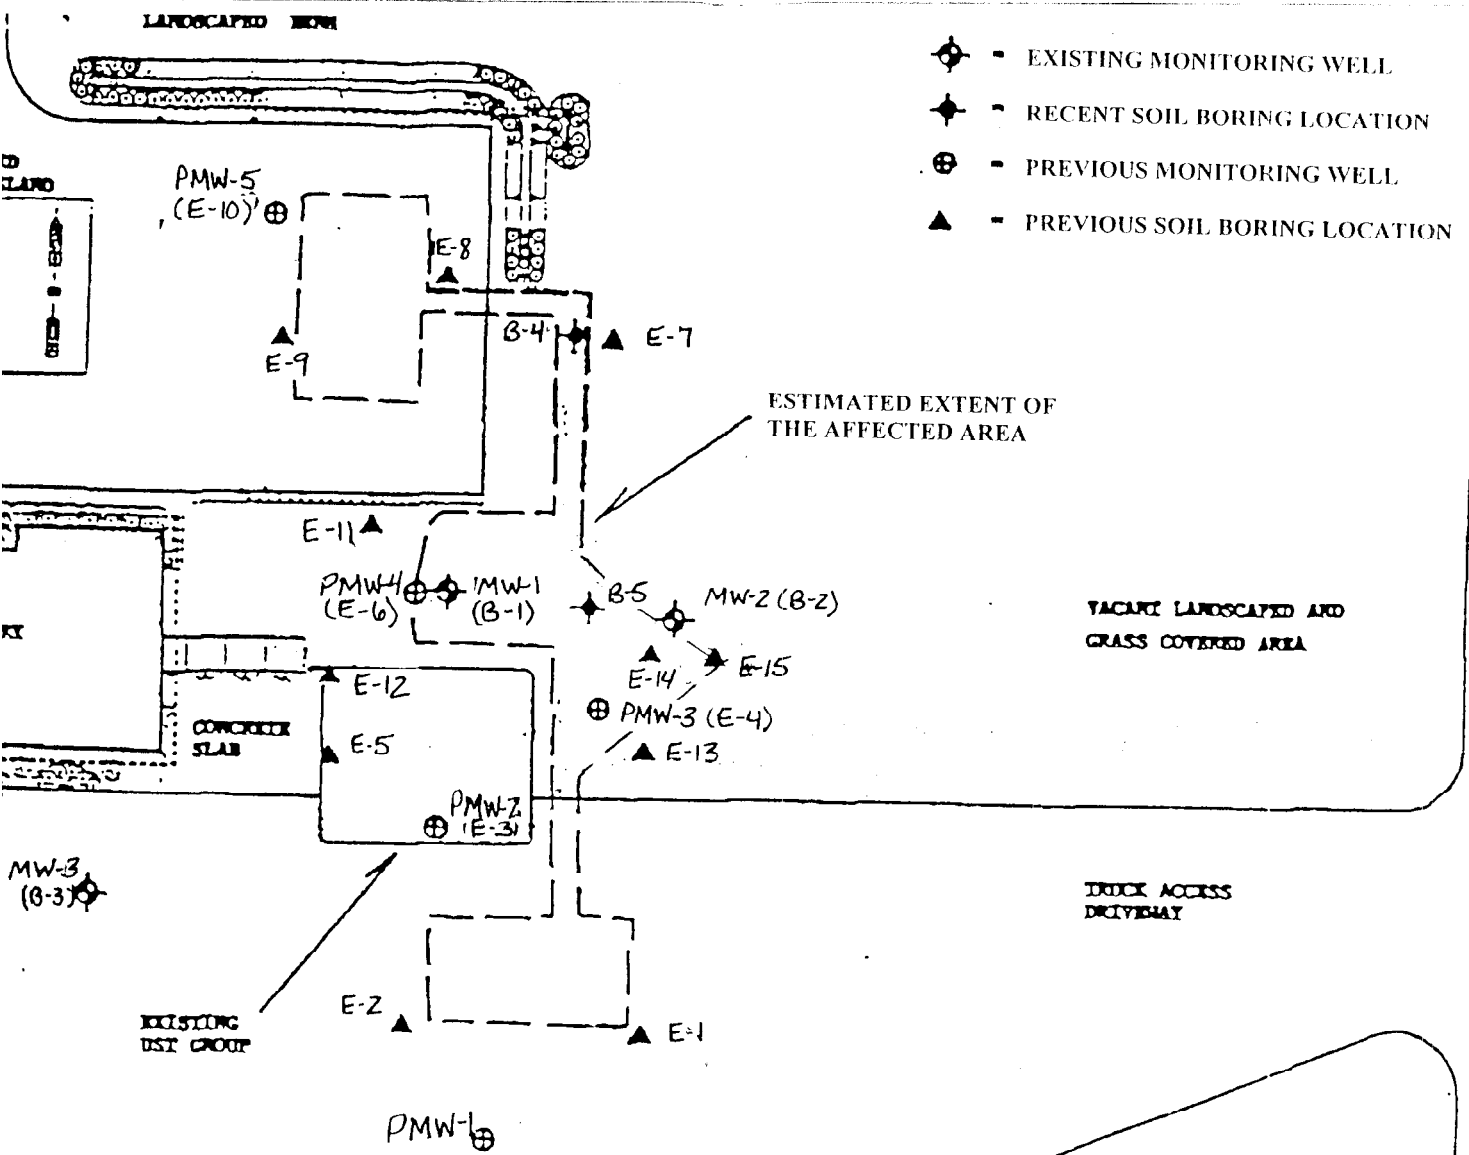 LANDSCAPED BERM
- EXISTING MONITORING WELL
- RECENT SOIL BORING LOCATION
- PREVIOUS MONITORING WELL
- PREVIOUS SOIL BORING LOCATION
PMW-5
(E-10)
E-8
B-4
E-7
E-9
ESTIMATED EXTENT OF
THE AFFECTED AREA
E-11
PMW-4
(E-6)
MW-1
(B-1)
B-5
MW-2 (B-2)
VACANT LANDSCAPED AND
GRASS COVERED AREA
E-14
E-15
E-12
PMW-3 (E-4)
CONCRETE
SLAB
E-5
E-13
PMW-2
(E-3)
MW-3
(B-3)
TRUCK ACCESS
DRIVEWAY
E-2
E-1
EXISTING
UST GROUP
PMW-1